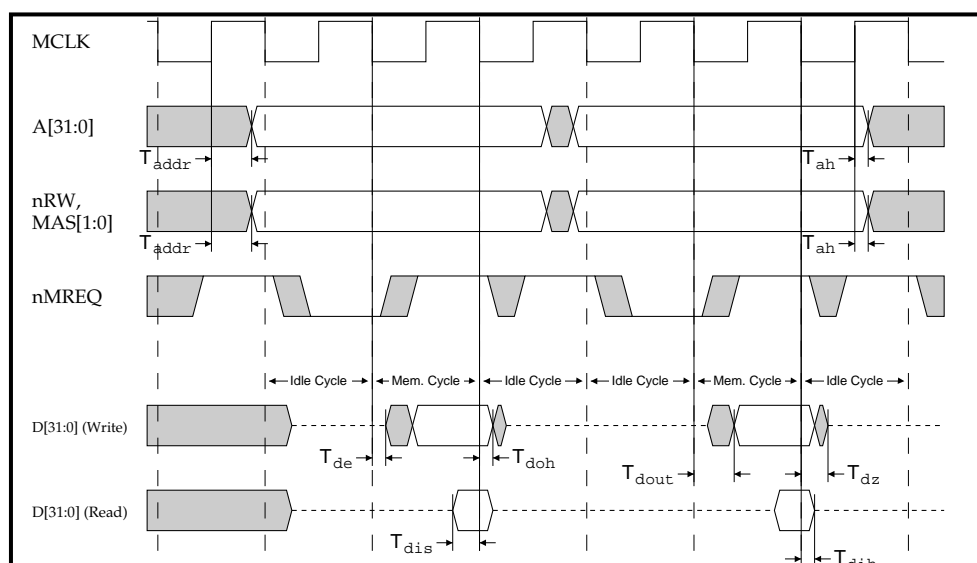 MCLK
A[31:0]
Taddr
Tah
nRW,
MAS[1:0]
Taddr
Tah
nMREQ
Idle Cycle
Mem. Cycle
Idle Cycle
Idle Cycle
Mem. Cycle
Idle Cycle
D[31:0] (Write)
Tde
Tdoh
Tdout
Tdz
D[31:0] (Read)
Tdis
Tdih